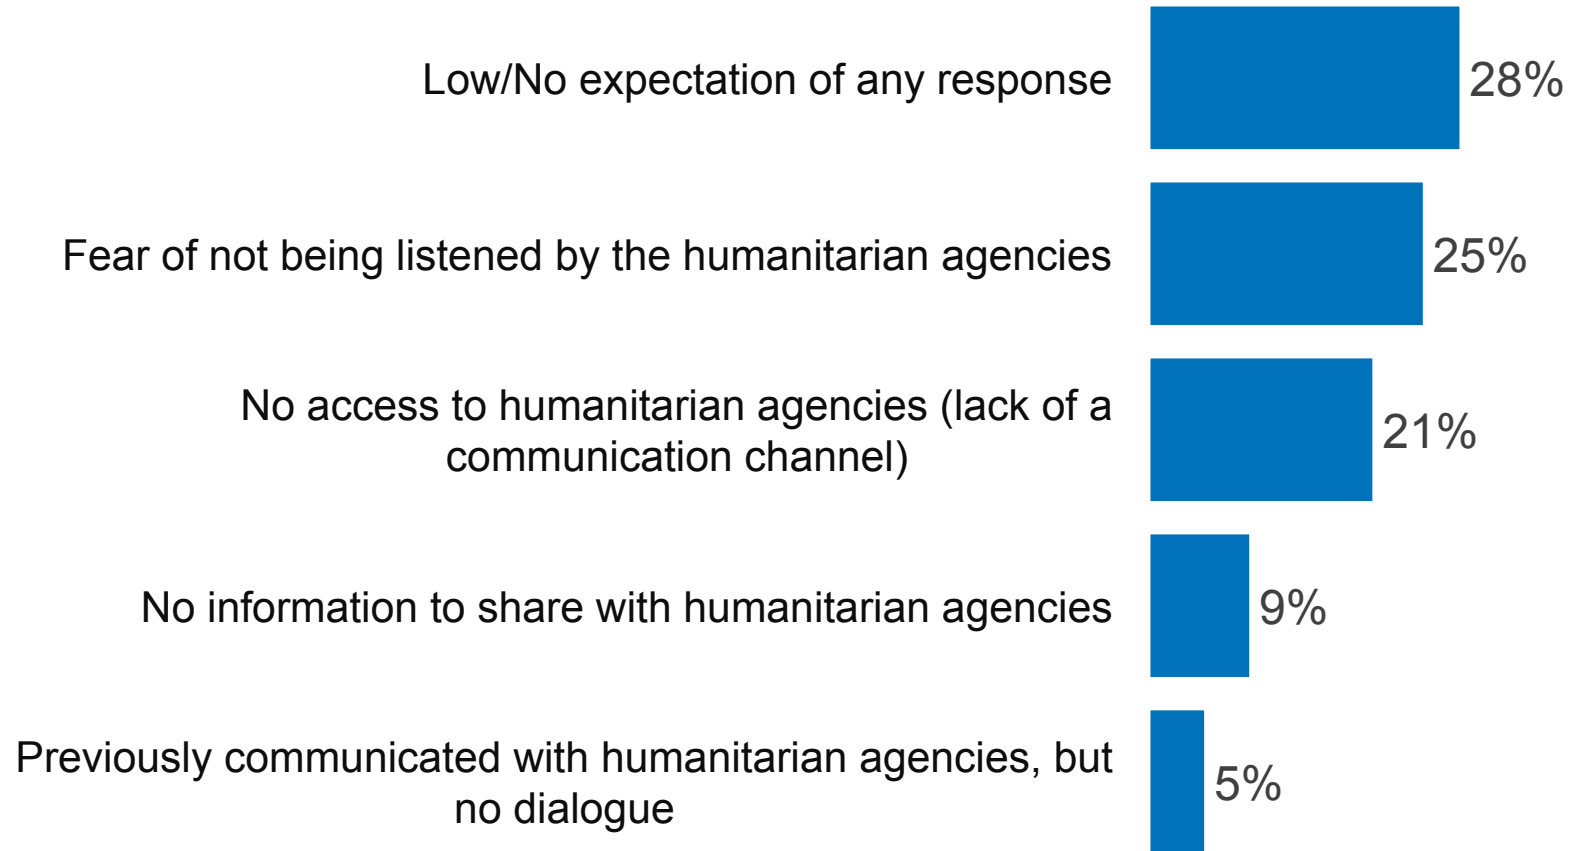 Low/No expectation of any response
28%
Fear of not being listened by the humanitarian agencies
25%
No access to humanitarian agencies (lack of a
communication channel)
21%
No information to share with humanitarian agencies
9%
Previously communicated with humanitarian agencies, but
no dialogue
5%